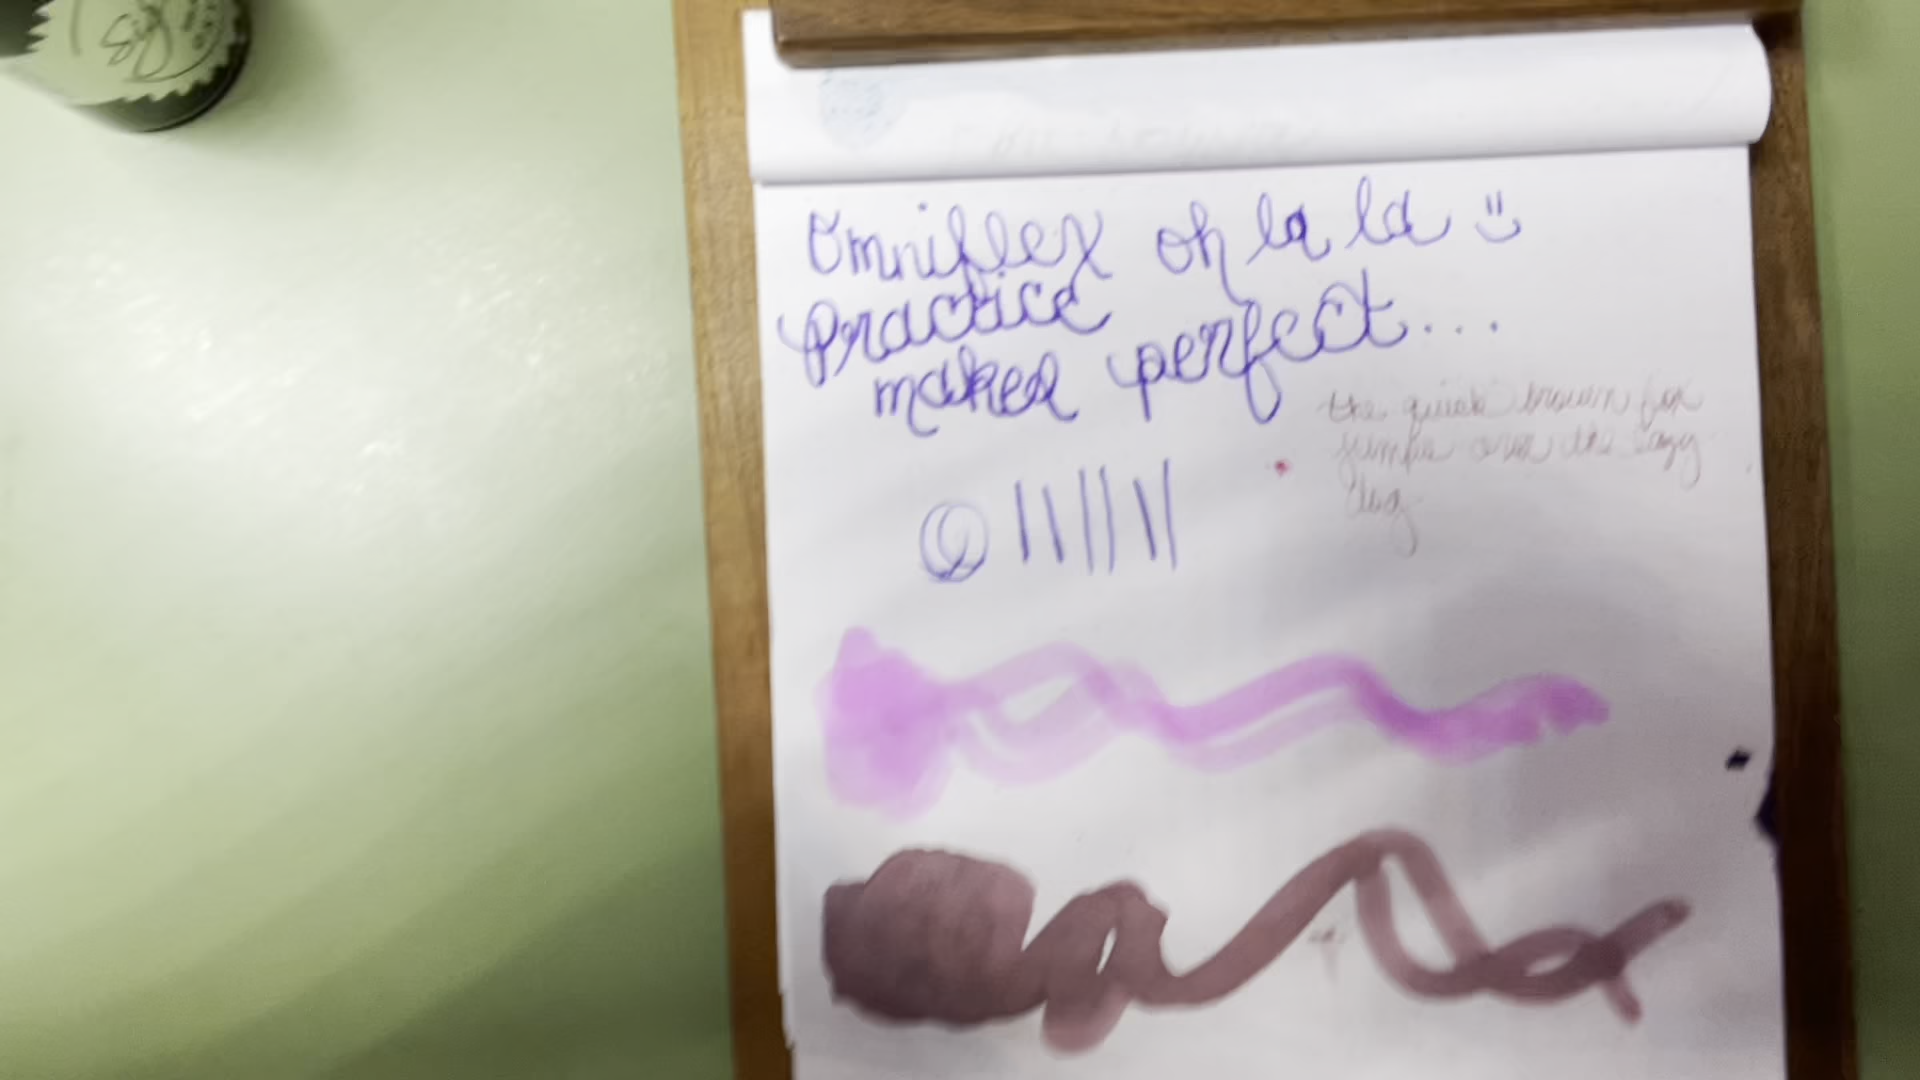 Omniflex oh la la
Practice
makes perfect...
the quick brown fox
jumps over the lazy
dog